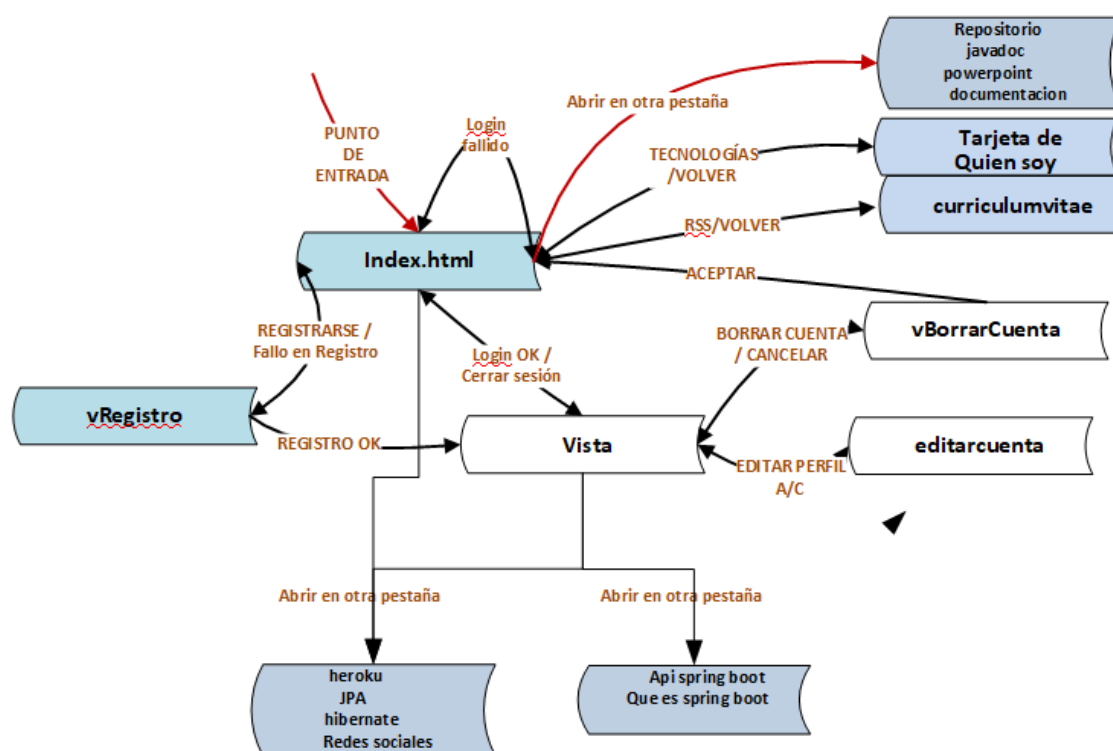 Repositorio
javadoc
powerpoint
documentacion
Abrir en otra pestaña
PUNTO
DE
ENTRADA
Login
fallido
TECNOLOGÍAS
/VOLVER
Tarjeta de
Quien soy
curriculumvitae
RSS/VOLVER
Index.html
ACEPTAR
REGISTRARSE /
Fallo en Registro
Login OK /
Cerrar sesión
BORRAR CUENTA
/ CANCELAR
vBorrarCuenta
vRegistro
REGISTRO OK
Vista
EDITAR PERFIL
A/C
editarcuenta
Abrir en otra pestaña
Abrir en otra pestaña
heroku
JPA
hibernate
Redes sociales
Api spring boot
Que es spring boot